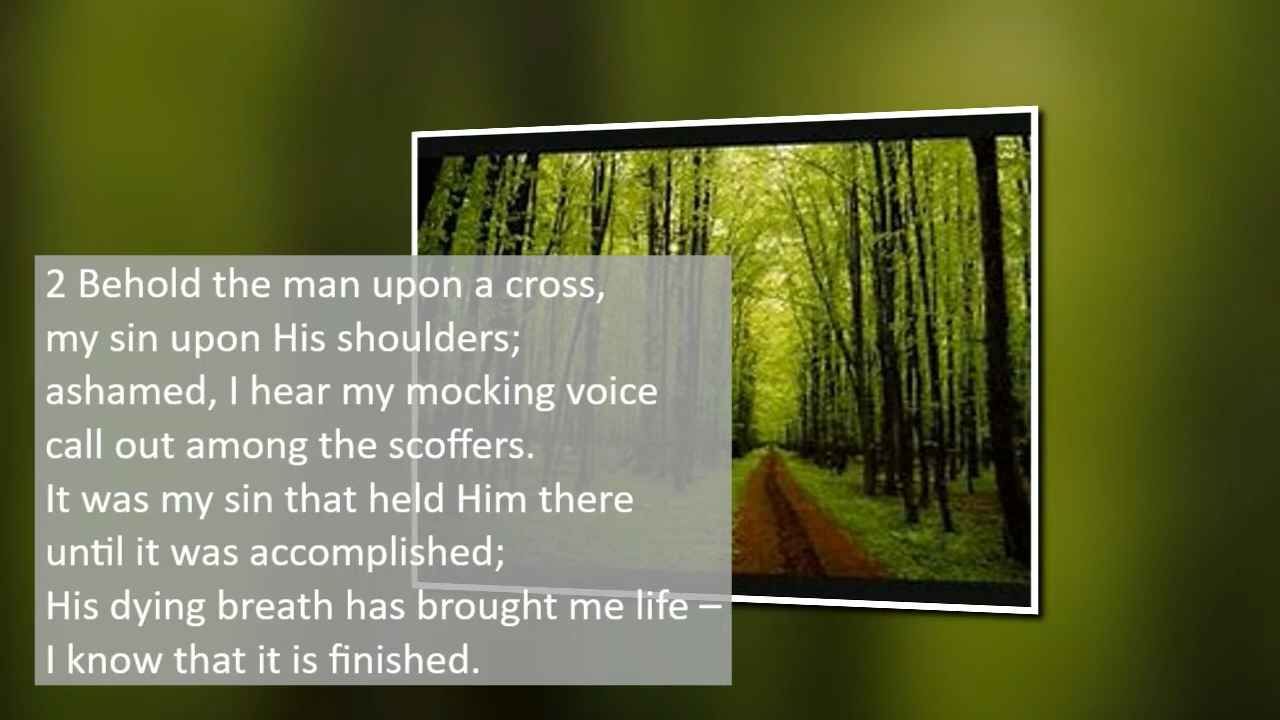 2 Behold the man upon a cross,
my sin upon His shoulders;
ashamed, I hear my mocking voice
call out among the scoffers.
It was my sin that held Him there
until it was accomplished;
His dying breath has brought me life –
I know that it is finished.